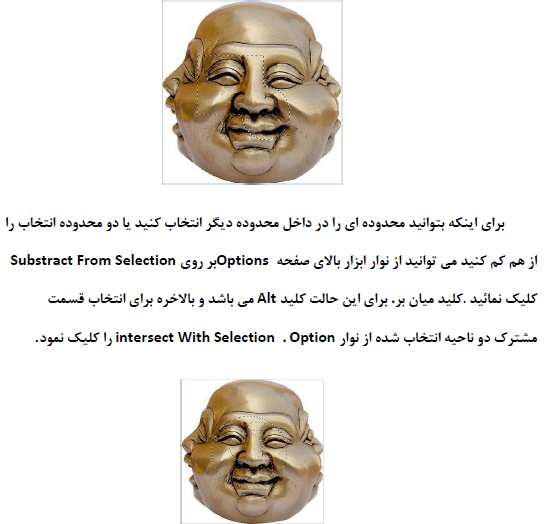 برای اینکه بتوانید محدوده ای را در داخل محدوده دیگر انتخاب کنید یا دو محدوده انتخاب را
از هم کم کنید می توانید از نوار ابزار بالای صفحه Optionsبر روی Substract From Selection
کلیک نمائید .کلید میان بر. برای این حالت کلید Alt می باشد و بالاخره برای انتخاب قسمت
مشترک دو ناحیه انتخاب شده از نوار Option . intersect With Selection را کلیک نمود.